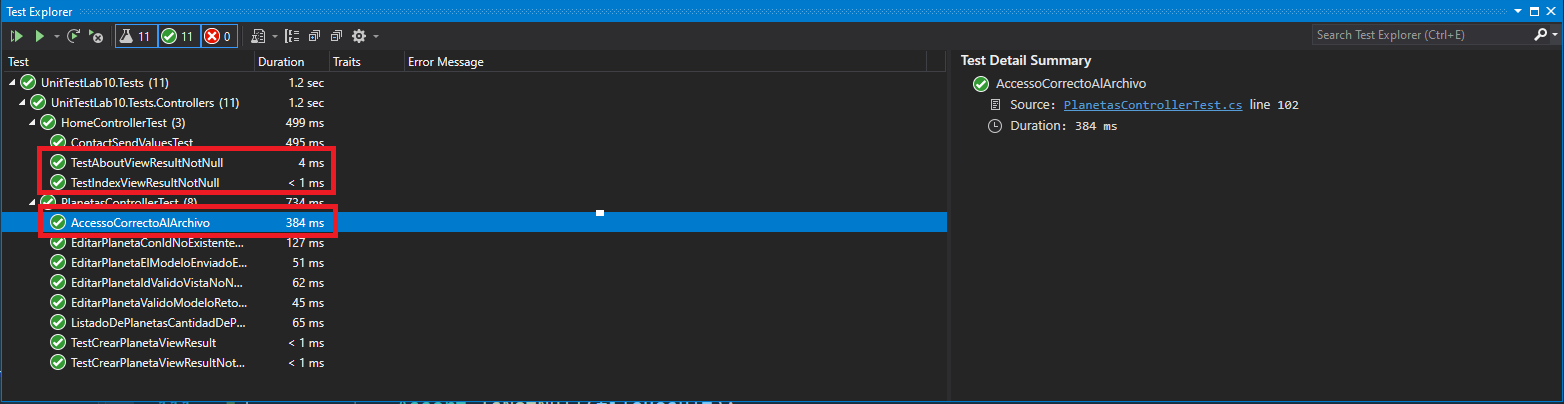 Test Explorer
11 11 0
Search Test Explorer (Ctrl+E)
Test Duration Traits Error Message
UnitTestLab10.Tests (11) 1.2 sec
UnitTestLab10.Tests.Controllers (11) 1.2 sec
HomeControllerTest (3) 499 ms
ContactSendValuesTest 495 ms
TestAboutViewResultNotNull 4 ms
TestIndexViewResultNotNull < 1 ms
PlanetasControllerTest (8) 734 ms
AccessoCorrectoAlArchivo 384 ms
EditarPlanetaConIdNoExistente... 127 ms
EditarPlanetaElModeloEnviadoE... 51 ms
EditarPlanetaIdValidoVistaNoN... 62 ms
EditarPlanetaValidoModeloReto... 45 ms
ListadoDePlanetasCantidadDeP... 65 ms
TestCrearPlanetaViewResult < 1 ms
TestCrearPlanetaViewResultNot... < 1 ms
Test Detail Summary
AccessoCorrectoAlArchivo
Source: PlanetasControllerTest.cs line 102
Duration: 384 ms